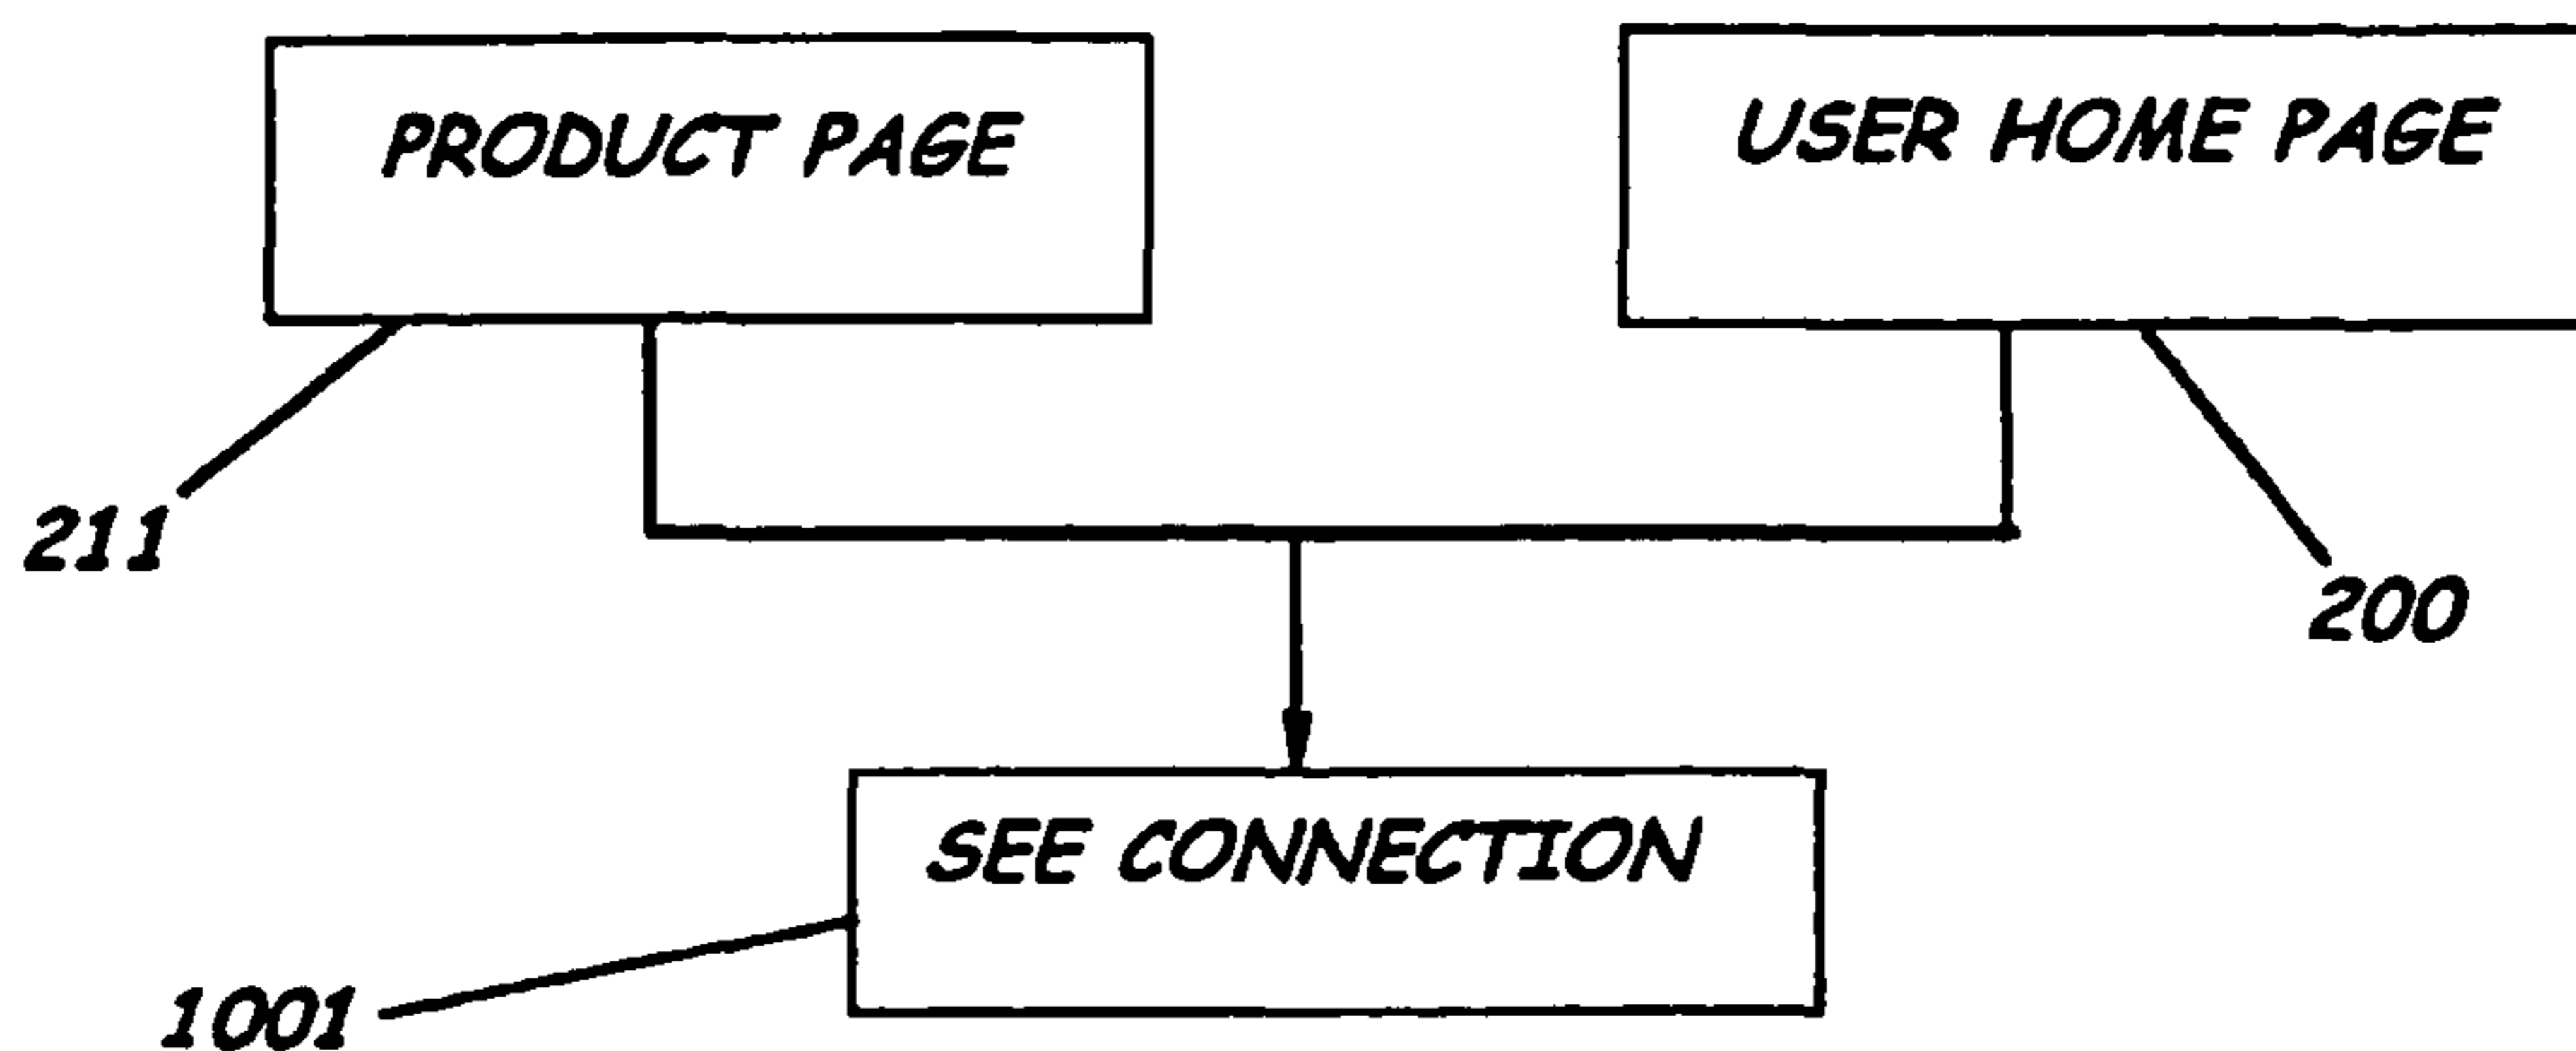 PRODUCT PAGE
USER HOME PAGE
211
200
SEE CONNECTION
1001